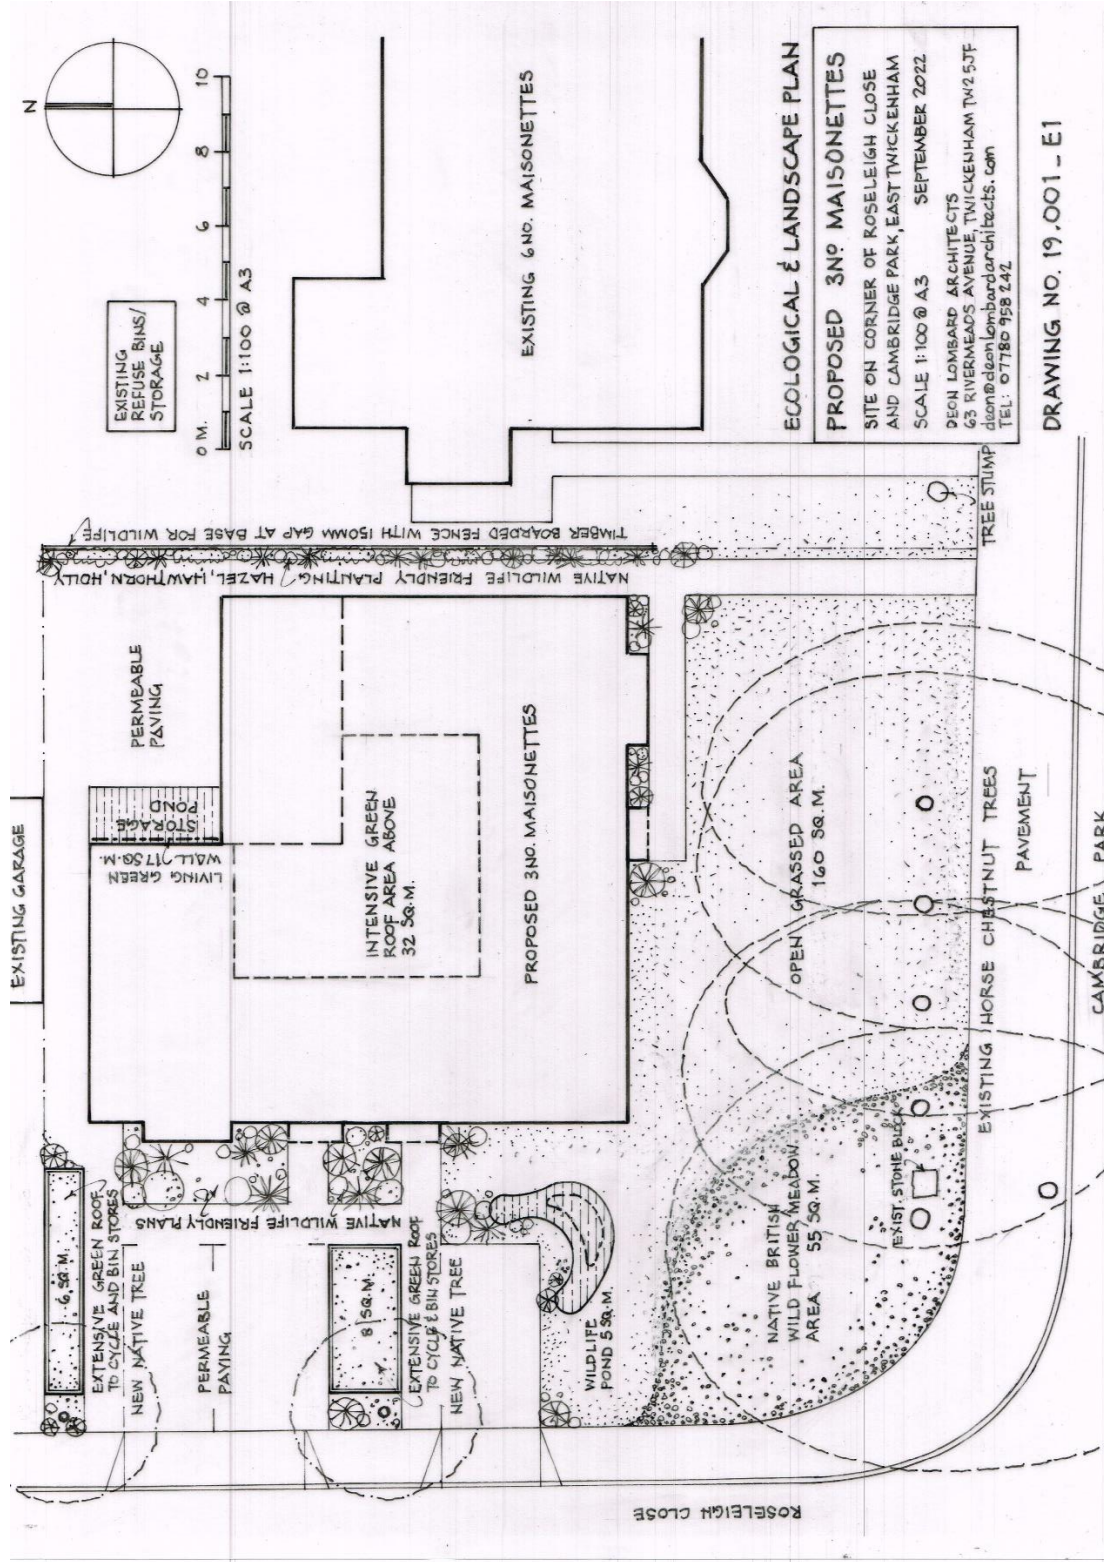 N
0 M.
2
4
6
8
10
SCALE 1:100 @ A3
EXISTING
REFUSE BINS/
STORAGE
EXISTING 6 NO. MAISONETTES
EXISTING GARAGE
PERMEABLE
PAVING
STORAGE
POND
LIVING GREEN
WALL 17 SQ.M.
TIMBER BOARDED FENCE WITH 150MM GAP AT BASE FOR WILDLIFE
NATIVE WILDLIFE FRIENDLY PLANTING, HAZEL, HAWTHORN, HOLLY
INTENSIVE GREEN
ROOF AREA ABOVE
32 SQ.M.
PROPOSED 3NO. MAISONETTES
6 SQ.M.
EXTENSIVE GREEN ROOF
TO CYCLE AND BIN STORES
NEW NATIVE TREE
PERMEABLE
PAVING
NATIVE WILDLIFE FRIENDLY PLANS
8 SQ.M.
EXTENSIVE GREEN ROOF
TO CYCLE & BIN STORES
NEW NATIVE TREE
WILDLIFE
POND 5 SQ.M.
NATIVE BRITISH
WILD FLOWER MEADOW
AREA 55 SQ.M.
OPEN GRASSED AREA
160 SQ.M.
EXIST. STONE BLOCK
EXISTING HORSE CHESTNUT TREES
TREE STUMP
PAVEMENT
CAMBRIDGE PARK
ROSELEIGH CLOSE
ECOLOGICAL & LANDSCAPE PLAN
PROPOSED 3Nº MAISONETTES
SITE ON CORNER OF ROSELEIGH CLOSE
AND CAMBRIDGE PARK, EAST TWICKENHAM
SCALE 1:100 @ A3 SEPTEMBER 2022
DEON LOMBARD ARCHITECTS
63 RIVERMEADS AVENUE, TWICKENHAM TW2 5JF
deon@deonlombardarchitects.com
TEL: 07780 958 242
DRAWING NO. 19.001_E1